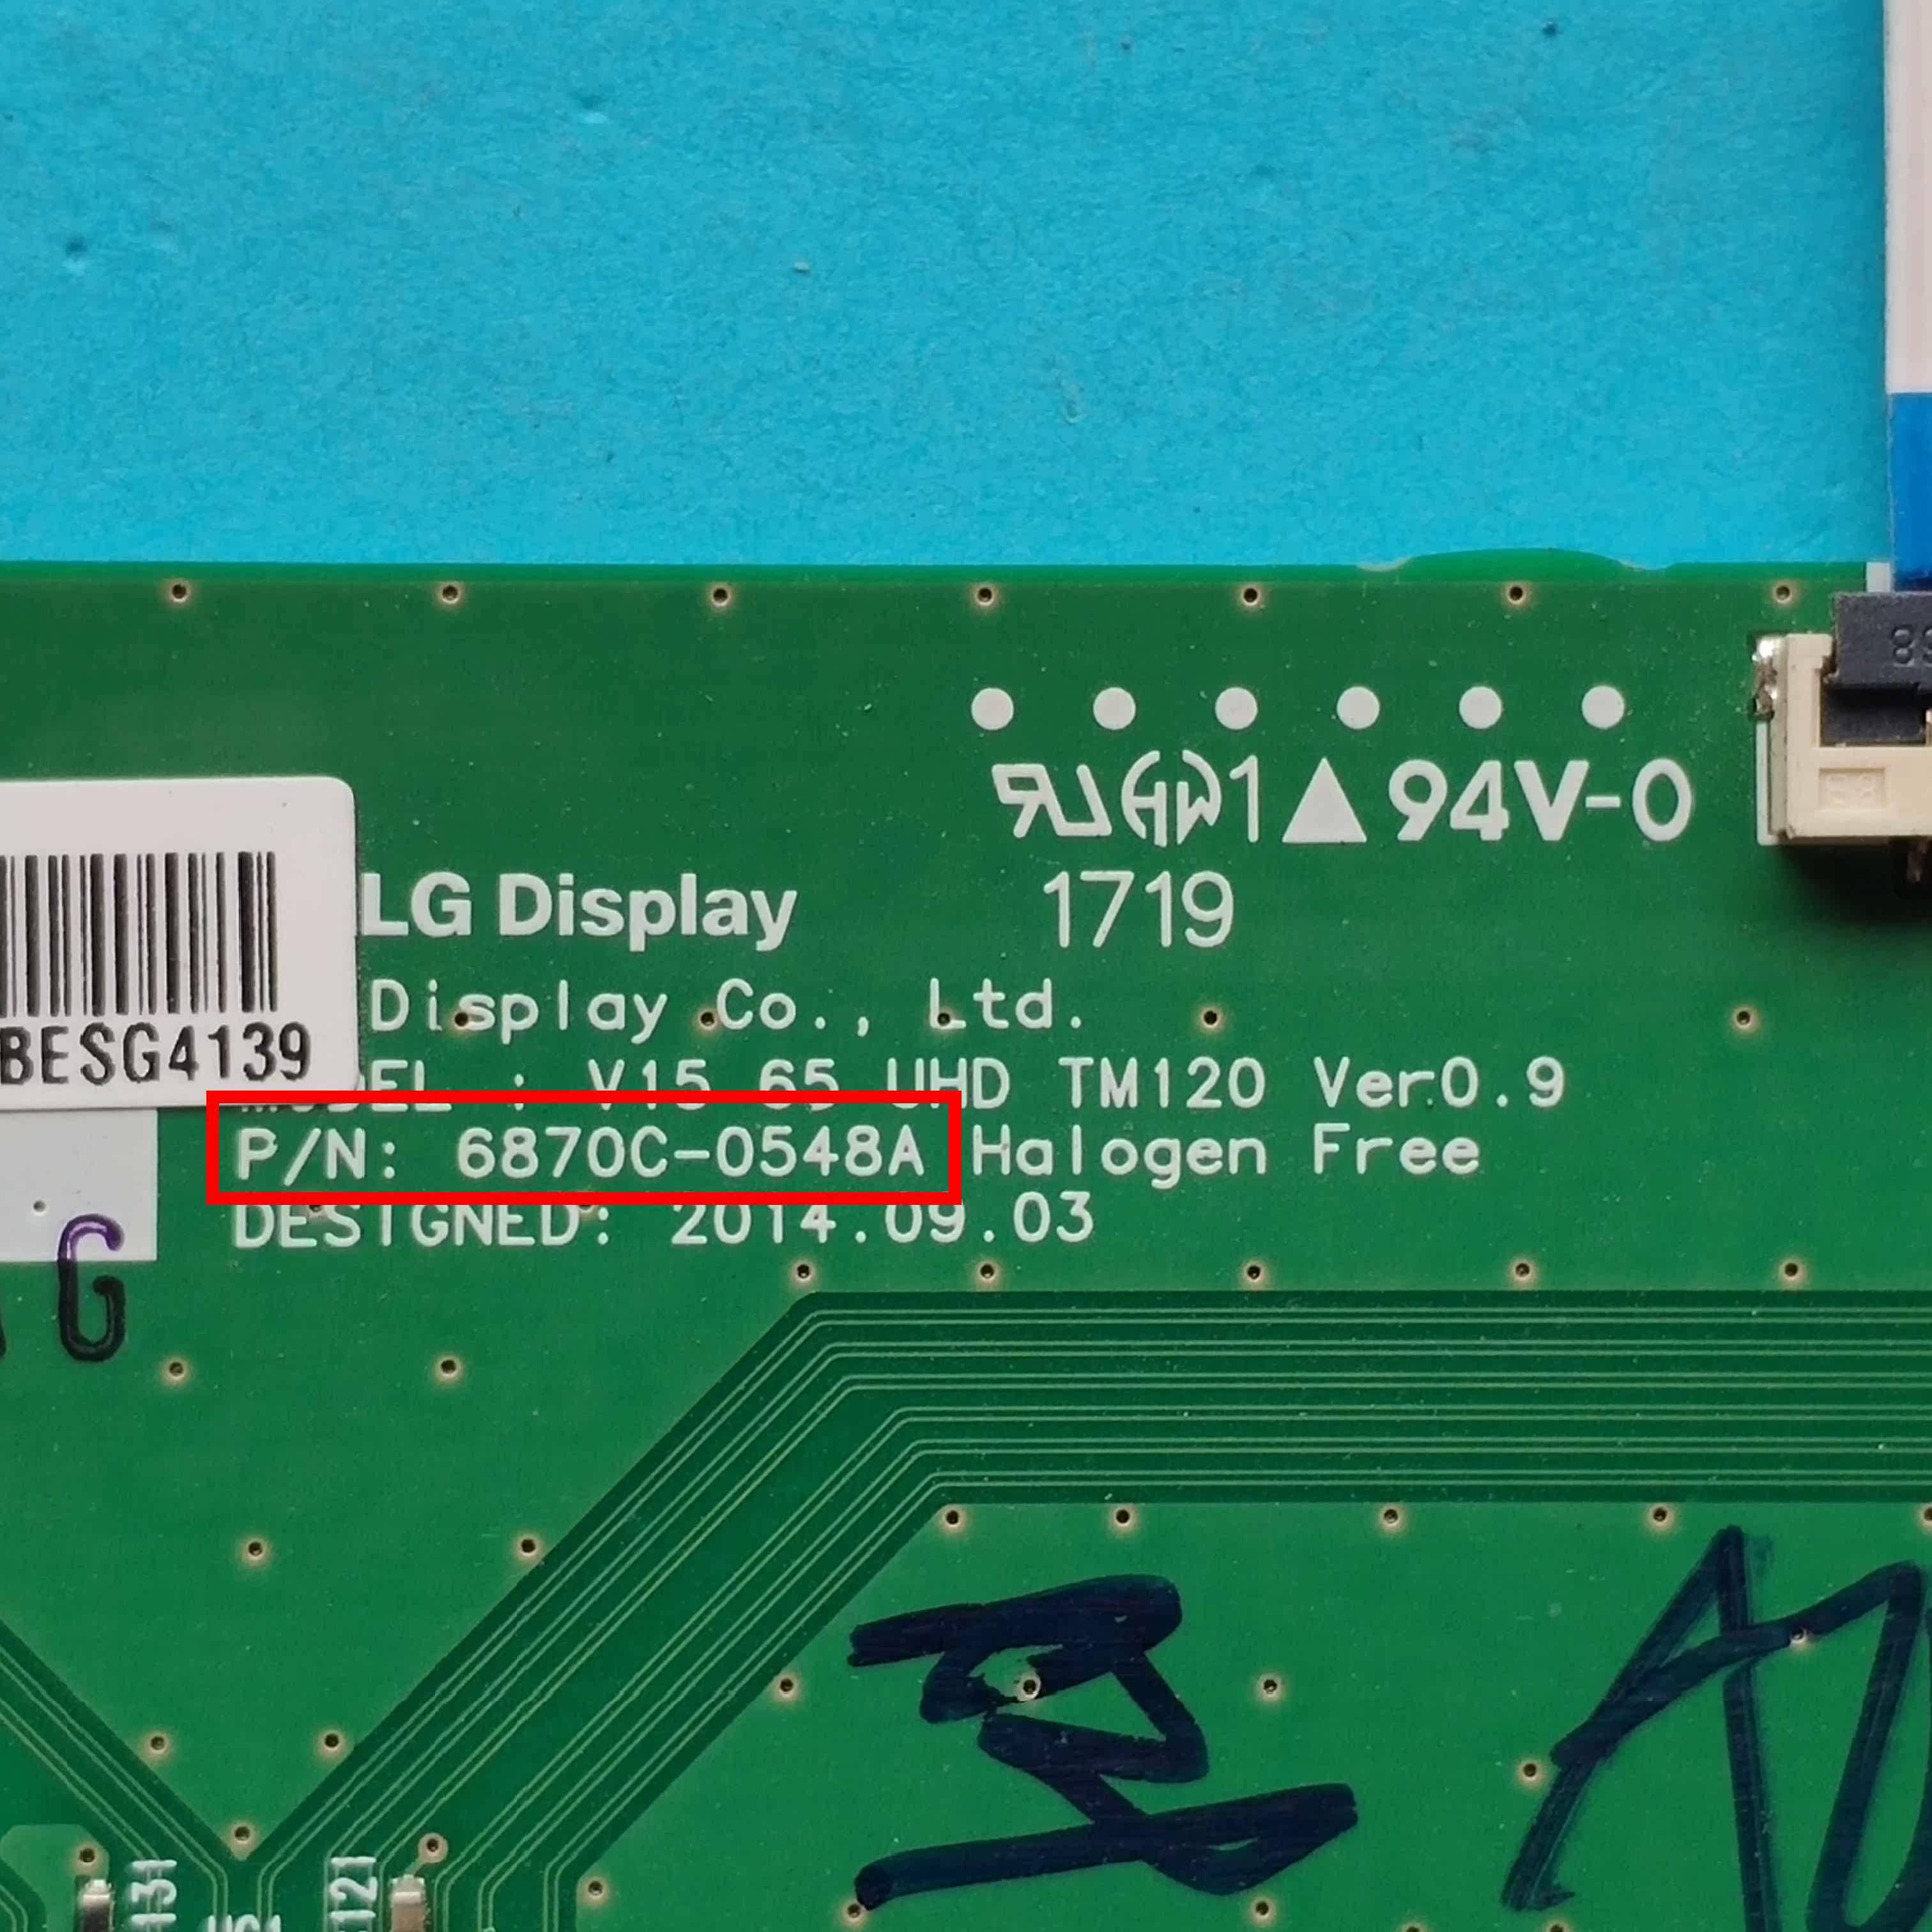 94V-0
LG Display
1719
Display Co., Ltd.
BESG4139
MODEL : V15 65 UHD TM120 Ver0.9
P/N: 6870C-0548A Halogen Free
DESIGNED: 2014.09.03
G